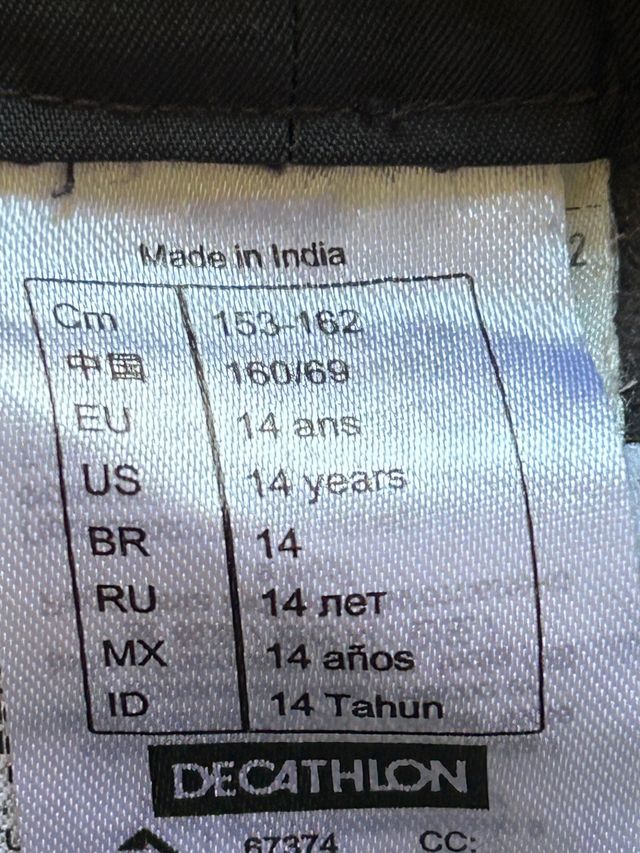 Made in India
Cm 153-162
中国 160/69
EU 14 ans
US 14 years
BR 14
RU 14 лет
MX 14 años
ID 14 Tahun
DECATHLON
67374 CC:
2